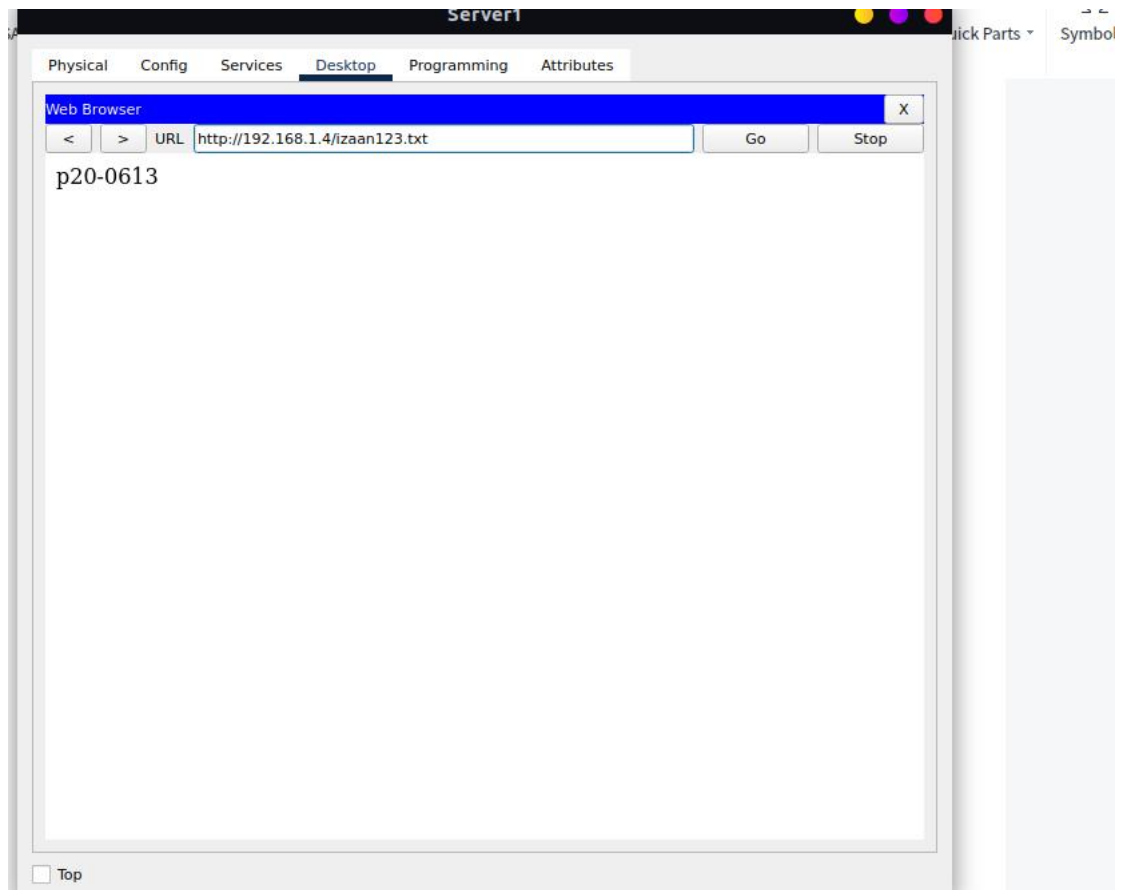 Server1
Quick Parts
Symbol
Physical Config Services Desktop Programming Attributes
Web Browser X
< > URL http://192.168.1.4/izaan123.txt Go Stop
p20-0613
Top